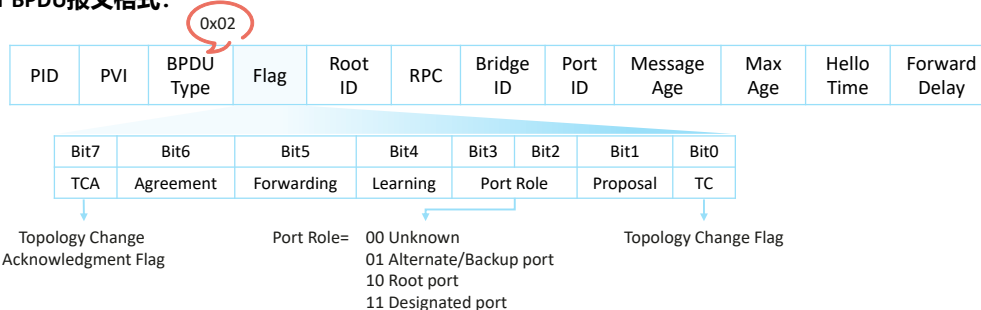 BPDU报文格式：
0x02
PID PVI BPDU Type Flag Root ID RPC Bridge ID Port ID Message Age Max Age Hello Time Forward Delay
Bit7 Bit6 Bit5 Bit4 Bit3 Bit2 Bit1 Bit0
TCA Agreement Forwarding Learning Port Role Proposal TC
Topology Change
Acknowledgment Flag
Port Role= 00 Unknown
01 Alternate/Backup port
10 Root port
11 Designated port
Topology Change Flag